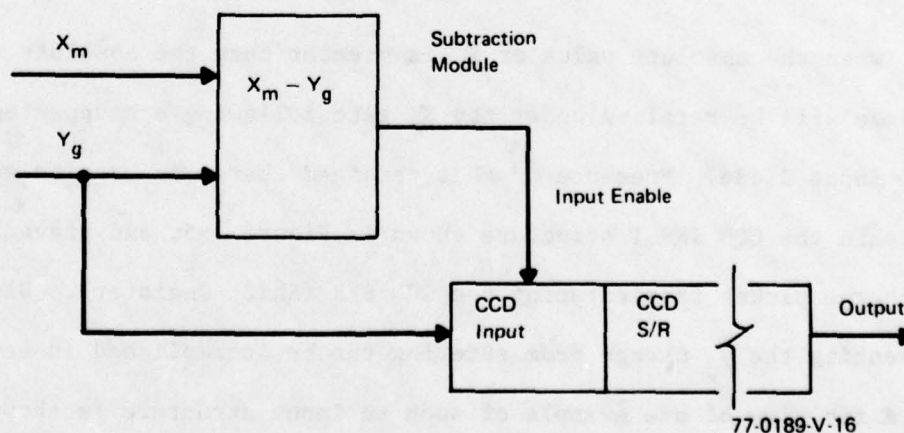 X_m
Y_g
X_m − Y_g
Subtraction
Module
Input Enable
CCD
Input
CCD
S/R
Output
77-0189-V-16